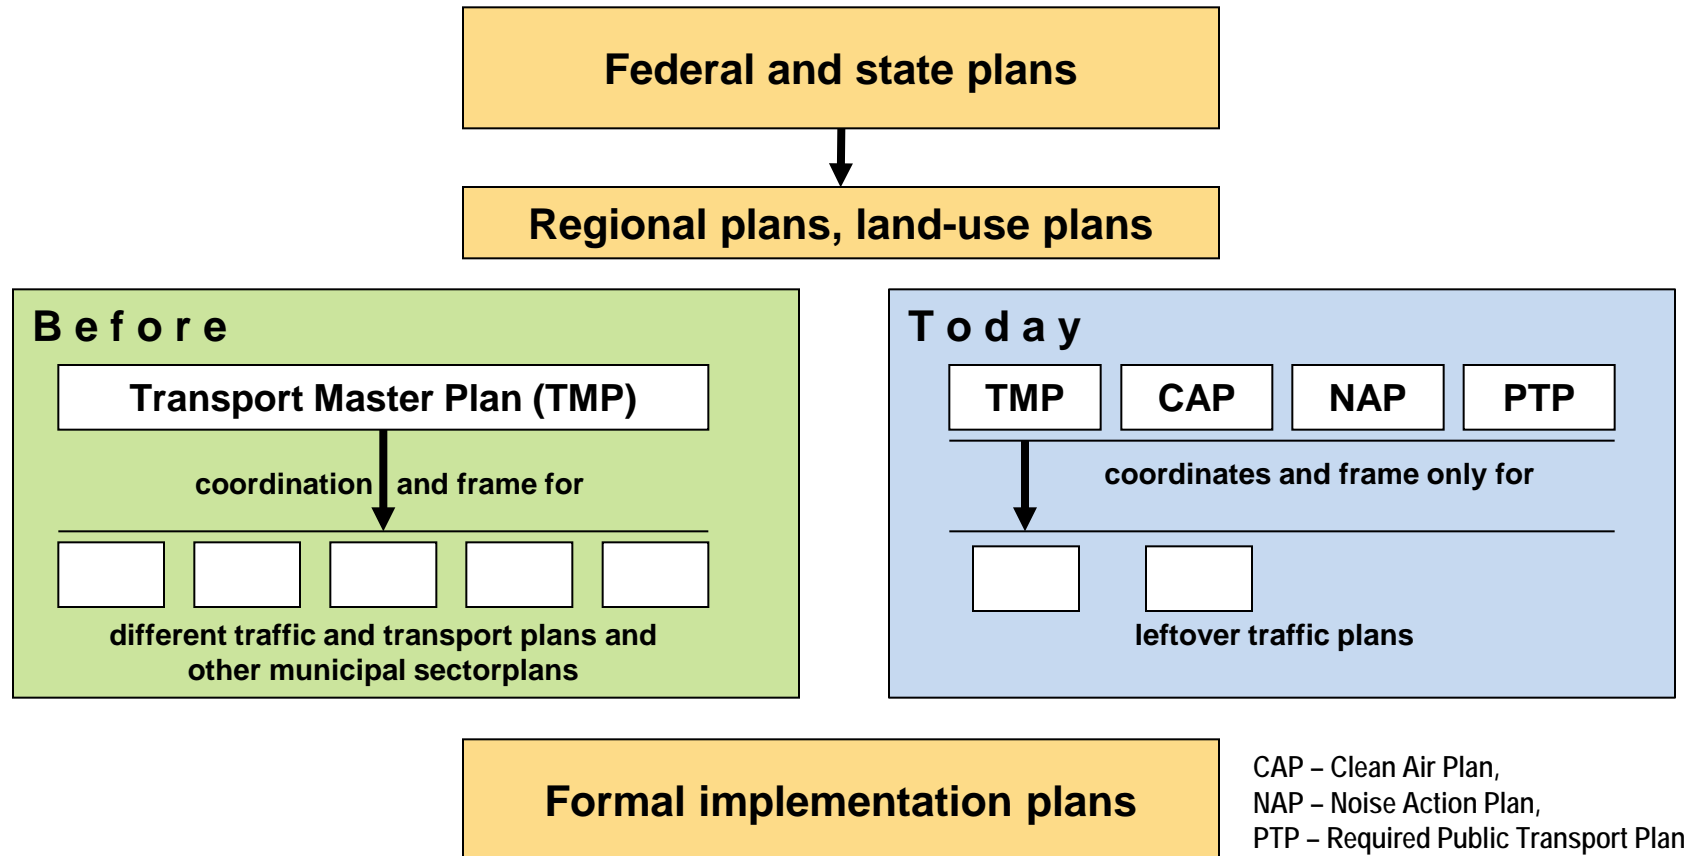 Federal and state plans
Regional plans, land-use plans
Before
Transport Master Plan (TMP)
coordination and frame for
different traffic and transport plans and
other municipal sectorplans
Today
TMP CAP NAP PTP
coordinates and frame only for
leftover traffic plans
Formal implementation plans
CAP – Clean Air Plan,
NAP – Noise Action Plan,
PTP – Required Public Transport Plan